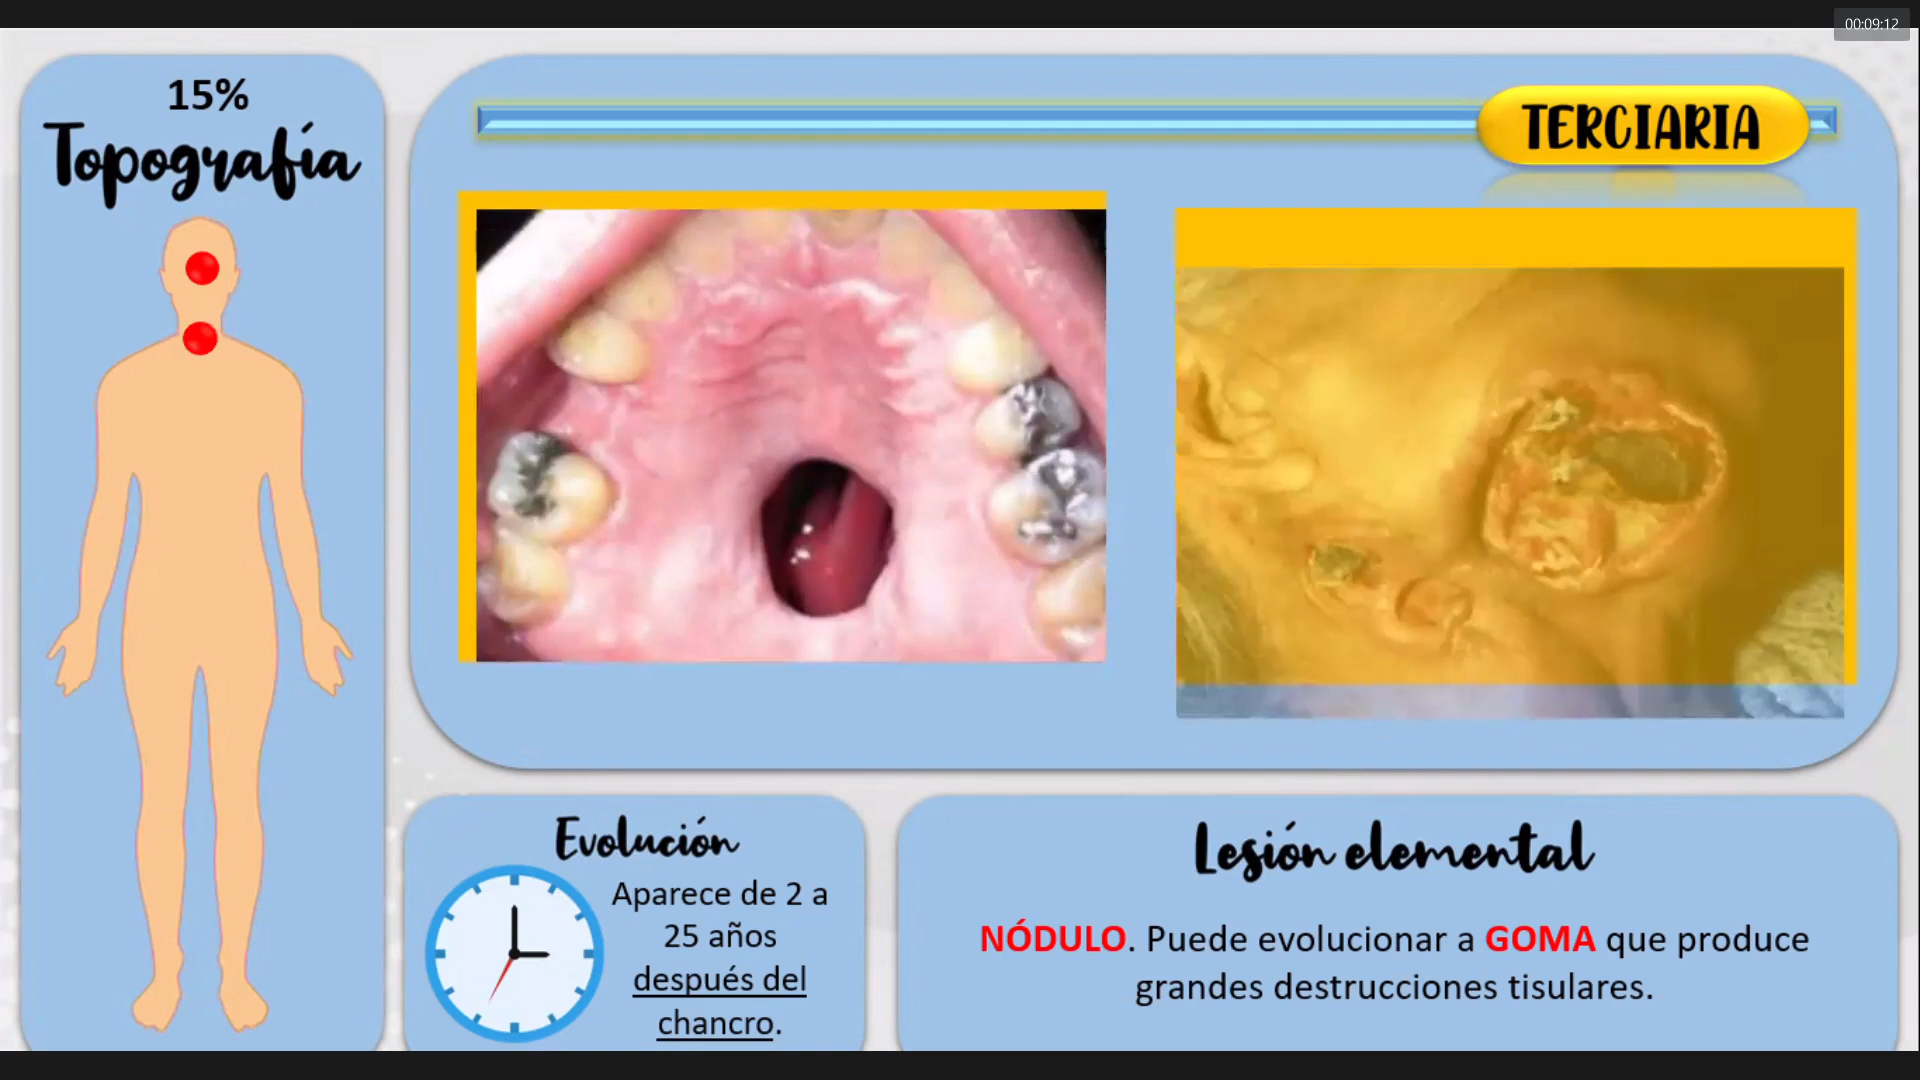 00:09:12
15%
Topografía
TERCIARIA
Evolución
Aparece de 2 a
25 años
después del
chancro.
Lesión elemental
NÓDULO. Puede evolucionar a GOMA que produce
grandes destrucciones tisulares.